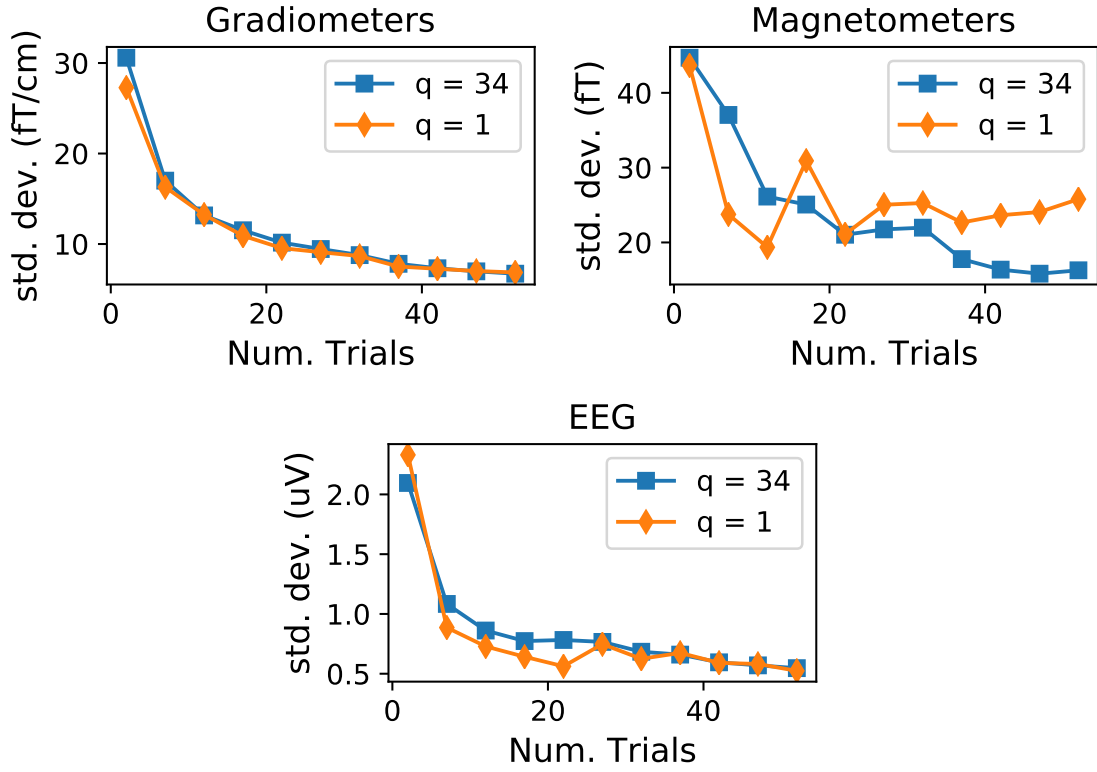 Gradiometers
std. dev. (fT/cm)
30
20
10
q = 34
q = 1
0
20
40
Num. Trials
Magnetometers
std. dev. (fT)
40
30
20
q = 34
q = 1
0
20
40
Num. Trials
EEG
std. dev. (uV)
2.0
1.5
1.0
0.5
q = 34
q = 1
0
20
40
Num. Trials